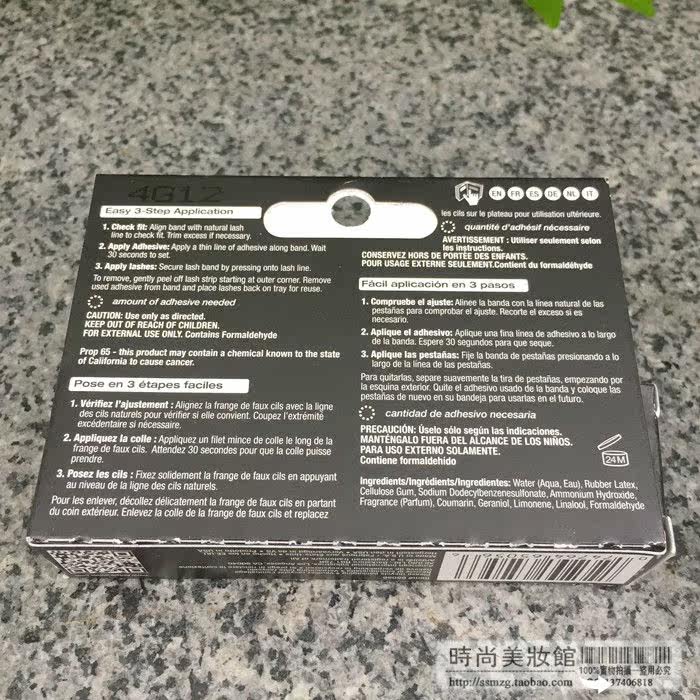 4G12
Easy 3-Step Application
1. Check fit: Align band with natural lash
line to check fit. Trim excess if necessary.
2. Apply Adhesive: Apply a thin line of adhesive along band. Wait
30 seconds to set.
3. Apply lashes: Secure lash band by pressing onto lash line.
To remove, gently peel off lash strip starting at outer corner. Remove
used adhesive from band and place lashes back on tray for reuse.
amount of adhesive needed
CAUTION: Use only as directed.
KEEP OUT OF REACH OF CHILDREN.
FOR EXTERNAL USE ONLY. Contains Formaldehyde
Prop 65 - this product may contain a chemical known to the state
of California to cause cancer.
Pose en 3 étapes faciles
1. Vérifiez l'ajustement : Alignez la frange de faux cils avec la ligne
des cils naturels pour vérifier si elle convient. Coupez l'extrémité
excédentaire si nécessaire.
2. Appliquez la colle : Appliquez un filet mince de colle le long de la
frange de faux cils. Attendez 30 secondes pour que la colle puisse
prendre.
3. Posez les cils : Fixez solidement la frange de faux cils en appuyant
au niveau de la ligne des cils naturels.
Pour les enlever, décollez délicatement la frange de faux cils en partant
du coin extérieur. Enlevez la colle de la frange de faux cils et replacez
EN FR ES DE NL IT
les cils sur le plateau pour utilisation ultérieure.
quantité d'adhésif nécessaire
AVERTISSEMENT : Utiliser seulement selon
les instructions.
CONSERVEZ HORS DE PORTÉE DES ENFANTS.
POUR USAGE EXTERNE SEULEMENT.Contient du formaldéhyde
Fácil aplicación en 3 pasos
1. Compruebe el ajuste: Alinee la banda con la línea natural de las
pestañas para comprobar el ajuste. Recorte el exceso si es
necesario.
2. Aplique el adhesivo: Aplique una fina línea de adhesivo a lo largo
de la banda. Espere 30 segundos para que seque.
3. Aplique las pestañas: Fije la banda de pestañas presionando a lo
largo de la línea de las pestañas.
Para quitarlas, separe suavemente la tira de pestañas, empezando por
la esquina exterior. Quite el adhesivo usado de la banda y coloque las
pestañas de nuevo en su bandeja para usarlas en el futuro.
cantidad de adhesivo necesaria
PRECAUCIÓN: Úselo sólo según las indicaciones.
MANTÉNGALO FUERA DEL ALCANCE DE LOS NIÑOS.
PARA USO EXTERNO SOLAMENTE.
Contiene formaldehido
24M
Ingredients/Ingrédients/Ingredientes: Water (Aqua, Eau), Rubber Latex,
Cellulose Gum, Sodium Dodecylbenzenesulfonate, Ammonium Hydroxide,
Fragrance (Parfum), Coumarin, Geraniol, Limonene, Linalool, Formaldehyde
時尚美妝館
100%實物拍攝一盜用必究
http://ssmzg.taobao.com
37406818